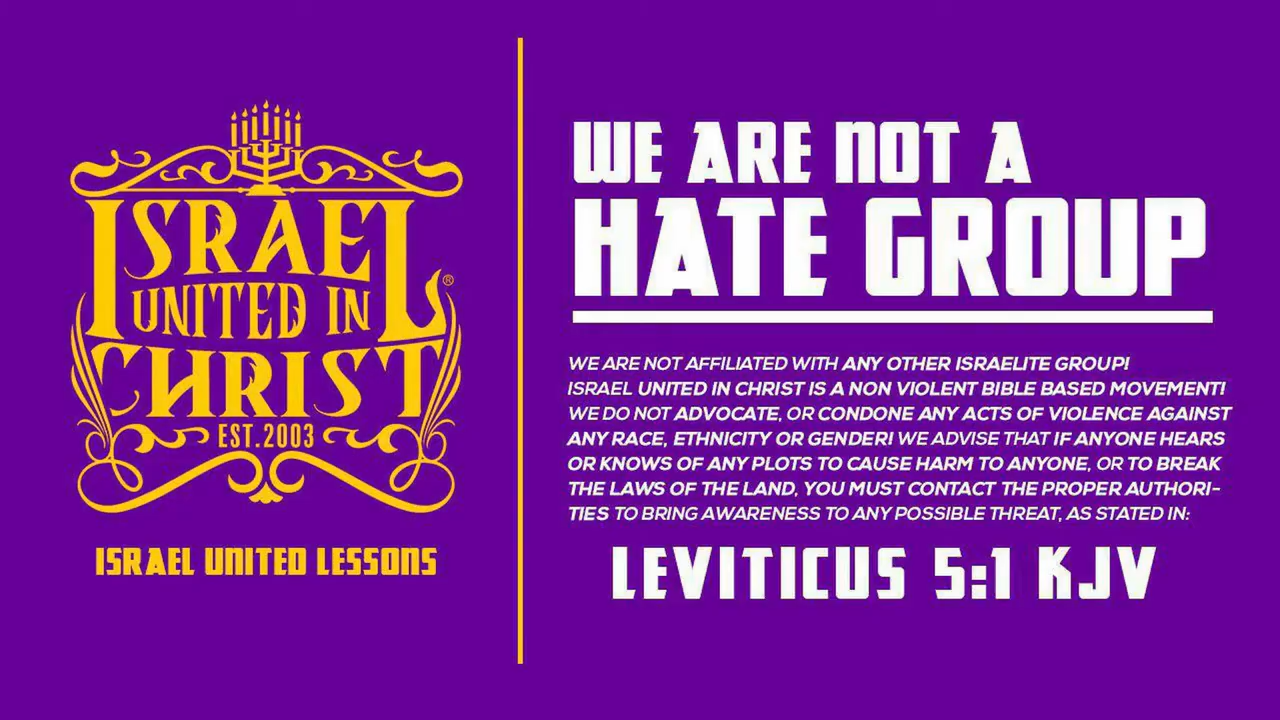 ISRAEL
UNITED IN
CHRIST
®
EST.2003
ISRAEL UNITED LESSONS
WE ARE NOT A
HATE GROUP
WE ARE NOT AFFILIATED WITH ANY OTHER ISRAELITE GROUP!
ISRAEL UNITED IN CHRIST IS A NON VIOLENT BIBLE BASED MOVEMENT!
WE DO NOT ADVOCATE, OR CONDONE ANY ACTS OF VIOLENCE AGAINST
ANY RACE, ETHNICITY OR GENDER! WE ADVISE THAT IF ANYONE HEARS
OR KNOWS OF ANY PLOTS TO CAUSE HARM TO ANYONE, OR TO BREAK
THE LAWS OF THE LAND, YOU MUST CONTACT THE PROPER AUTHORI-
TIES TO BRING AWARENESS TO ANY POSSIBLE THREAT, AS STATED IN:
LEVITICUS 5:1 KJV